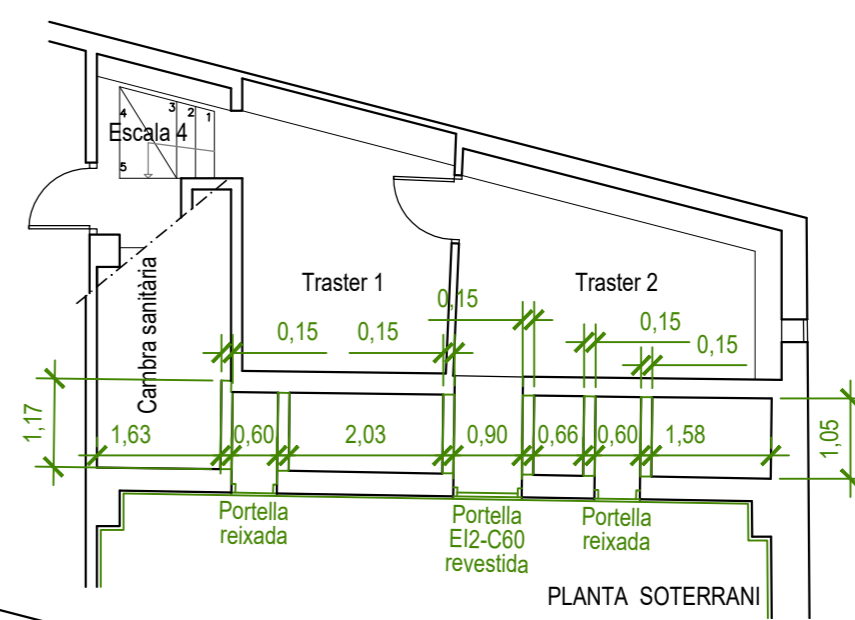 3
2
1
4
Escala 4
5
Cambra sanitària
Traster 1
Traster 2
0,15
0,15
0,15
0,15
0,15
1,17
1,63
0,60
2,03
0,90
0,66
0,60
1,58
1,05
Portella
reixada
Portella
EI2-C60
revestida
Portella
reixada
PLANTA SOTERRANI